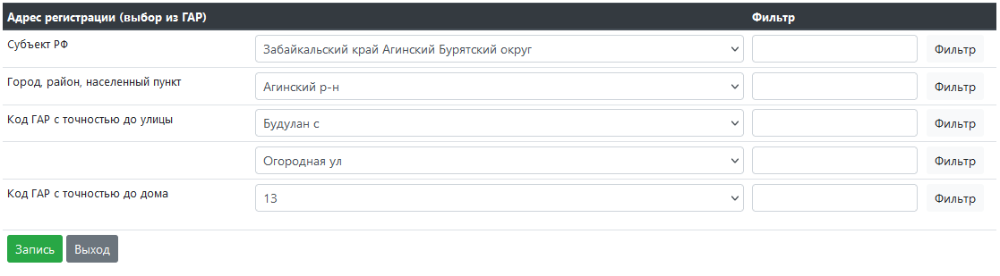 Адрес регистрации (выбор из ГАР) Фильтр
Субъект РФ Забайкальский край Агинский Бурятский округ Фильтр
Город, район, населенный пункт Агинский р-н Фильтр
Код ГАР с точностью до улицы Будулан с Фильтр
Огородная ул Фильтр
Код ГАР с точностью до дома 13 Фильтр
Запись Выход